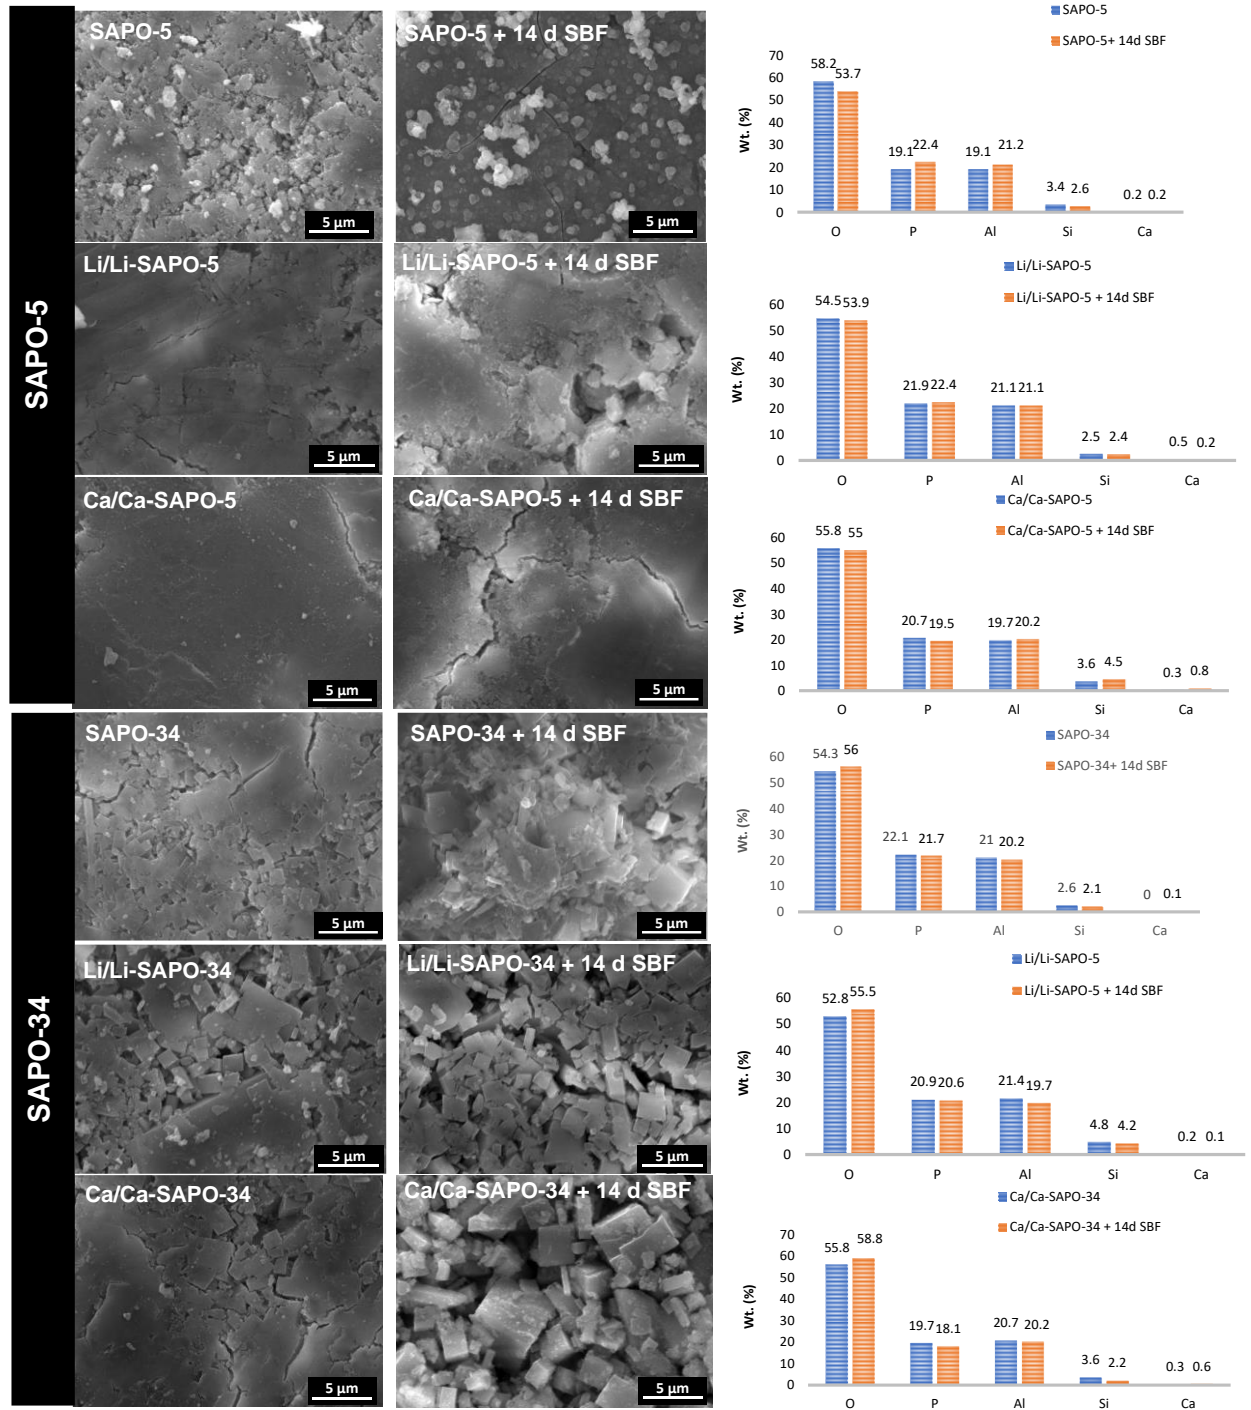 SAPO-5
SAPO-5
5 µm
SAPO-5 + 14 d SBF
5 µm
SAPO-5
SAPO-5+ 14d SBF
Wt. (%)
70
60
50
40
30
20
10
0
58.2
53.7
19.1
22.4
19.1
21.2
3.4
2.6
0.2 0.2
O P Al Si Ca
Li/Li-SAPO-5
5 µm
Li/Li-SAPO-5 + 14 d SBF
5 µm
Li/Li-SAPO-5
Li/Li-SAPO-5 + 14d SBF
Wt. (%)
60
50
40
30
20
10
0
54.5 53.9
21.9 22.4
21.1 21.1
2.5 2.4
0.5 0.2
O P Al Si Ca
Ca/Ca-SAPO-5
5 µm
Ca/Ca-SAPO-5 + 14 d SBF
5 µm
Ca/Ca-SAPO-5
Ca/Ca-SAPO-5 + 14d SBF
Wt. (%)
60
50
40
30
20
10
0
55.8 55
20.7 19.5
19.7 20.2
3.6 4.5
0.3 0.8
O P Al Si Ca
SAPO-34
SAPO-34
5 µm
SAPO-34 + 14 d SBF
5 µm
SAPO-34
SAPO-34+ 14d SBF
Wt. (%)
60
50
40
30
20
10
0
54.3 56
22.1 21.7
21 20.2
2.6 2.1
0 0.1
O P Al Si Ca
Li/Li-SAPO-34
5 µm
Li/Li-SAPO-34 + 14 d SBF
5 µm
Li/Li-SAPO-5
Li/Li-SAPO-5 + 14d SBF
Wt. (%)
60
50
40
30
20
10
0
52.8 55.5
20.9 20.6
21.4 19.7
4.8 4.2
0.2 0.1
O P Al Si Ca
Ca/Ca-SAPO-34
5 µm
Ca/Ca-SAPO-34 + 14 d SBF
5 µm
Ca/Ca-SAPO-34
Ca/Ca-SAPO-34 + 14d SBF
Wt. (%)
70
60
50
40
30
20
10
0
55.8 58.8
19.7 18.1
20.7 20.2
3.6 2.2
0.3 0.6
O P Al Si Ca